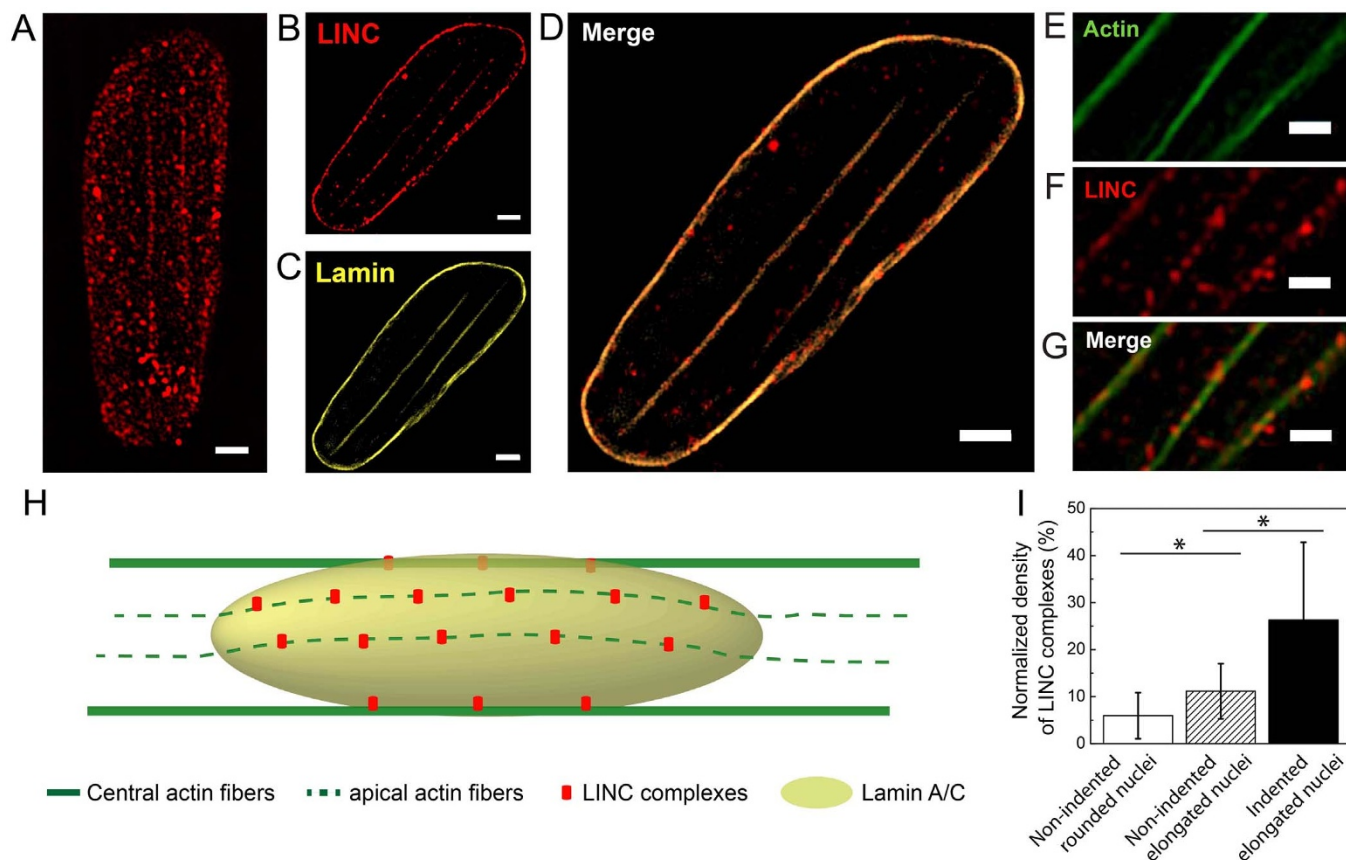 A
B
LINC
C
Lamin
D
Merge
E
Actin
F
LINC
G
Merge
H
Central actin fibers
apical actin fibers
LINC complexes
Lamin A/C
I
Normalized density
of LINC complexes (%)
50
40
30
20
10
0
*
*
Non-indented
rounded nuclei
Non-indented
elongated nuclei
Indented
elongated nuclei